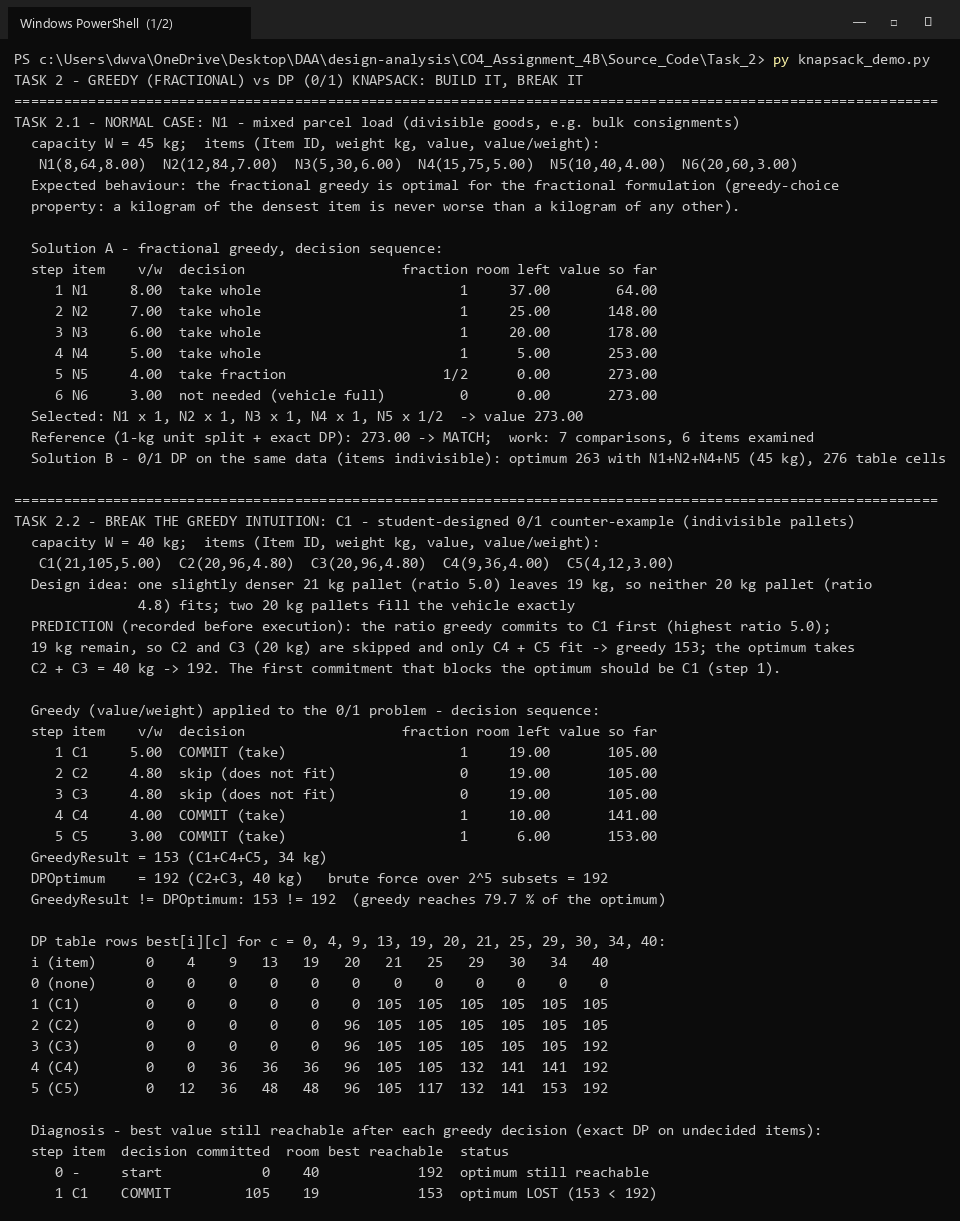 Windows PowerShell (1/2)
PS c:\Users\dwva\OneDrive\Desktop\DAA\design-analysis\CO4_Assignment_4B\Source_Code\Task_2> py knapsack_demo.py
TASK 2 - GREEDY (FRACTIONAL) vs DP (0/1) KNAPSACK: BUILD IT, BREAK IT
================================================================================================================
TASK 2.1 - NORMAL CASE: N1 - mixed parcel load (divisible goods, e.g. bulk consignments)
  capacity W = 45 kg;  items (Item ID, weight kg, value, value/weight):
   N1(8,64,8.00)  N2(12,84,7.00)  N3(5,30,6.00)  N4(15,75,5.00)  N5(10,40,4.00)  N6(20,60,3.00)
  Expected behaviour: the fractional greedy is optimal for the fractional formulation (greedy-choice
  property: a kilogram of the densest item is never worse than a kilogram of any other).

  Solution A - fractional greedy, decision sequence:
  step item    v/w  decision                   fraction room left value so far
     1 N1     8.00  take whole                        1     37.00        64.00
     2 N2     7.00  take whole                        1     25.00       148.00
     3 N3     6.00  take whole                        1     20.00       178.00
     4 N4     5.00  take whole                        1      5.00       253.00
     5 N5     4.00  take fraction                   1/2      0.00       273.00
     6 N6     3.00  not needed (vehicle full)         0      0.00       273.00
  Selected: N1 x 1, N2 x 1, N3 x 1, N4 x 1, N5 x 1/2  -> value 273.00
  Reference (1-kg unit split + exact DP): 273.00 -> MATCH;  work: 7 comparisons, 6 items examined
  Solution B - 0/1 DP on the same data (items indivisible): optimum 263 with N1+N2+N4+N5 (45 kg), 276 table cells

================================================================================================================
TASK 2.2 - BREAK THE GREEDY INTUITION: C1 - student-designed 0/1 counter-example (indivisible pallets)
  capacity W = 40 kg;  items (Item ID, weight kg, value, value/weight):
   C1(21,105,5.00)  C2(20,96,4.80)  C3(20,96,4.80)  C4(9,36,4.00)  C5(4,12,3.00)
  Design idea: one slightly denser 21 kg pallet (ratio 5.0) leaves 19 kg, so neither 20 kg pallet (ratio
               4.8) fits; two 20 kg pallets fill the vehicle exactly
  PREDICTION (recorded before execution): the ratio greedy commits to C1 first (highest ratio 5.0);
  19 kg remain, so C2 and C3 (20 kg) are skipped and only C4 + C5 fit -> greedy 153; the optimum takes
  C2 + C3 = 40 kg -> 192. The first commitment that blocks the optimum should be C1 (step 1).

  Greedy (value/weight) applied to the 0/1 problem - decision sequence:
  step item    v/w  decision                   fraction room left value so far
     1 C1     5.00  COMMIT (take)                     1     19.00       105.00
     2 C2     4.80  skip (does not fit)               0     19.00       105.00
     3 C3     4.80  skip (does not fit)               0     19.00       105.00
     4 C4     4.00  COMMIT (take)                     1     10.00       141.00
     5 C5     3.00  COMMIT (take)                     1      6.00       153.00
  GreedyResult = 153 (C1+C4+C5, 34 kg)
  DPOptimum    = 192 (C2+C3, 40 kg)   brute force over 2^5 subsets = 192
  GreedyResult != DPOptimum: 153 != 192  (greedy reaches 79.7 % of the optimum)

  DP table rows best[i][c] for c = 0, 4, 9, 13, 19, 20, 21, 25, 29, 30, 34, 40:
  i (item)      0    4    9   13   19   20   21   25   29   30   34   40
  0 (none)      0    0    0    0    0    0    0    0    0    0    0    0
  1 (C1)        0    0    0    0    0    0  105  105  105  105  105  105
  2 (C2)        0    0    0    0    0   96  105  105  105  105  105  105
  3 (C3)        0    0    0    0    0   96  105  105  105  105  105  192
  4 (C4)        0    0   36   36   36   96  105  105  132  141  141  192
  5 (C5)        0   12   36   48   48   96  105  117  132  141  153  192

  Diagnosis - best value still reachable after each greedy decision (exact DP on undecided items):
  step item  decision committed  room best reachable  status
     0 -     start            0    40            192  optimum still reachable
     1 C1    COMMIT         105    19            153  optimum LOST (153 < 192)